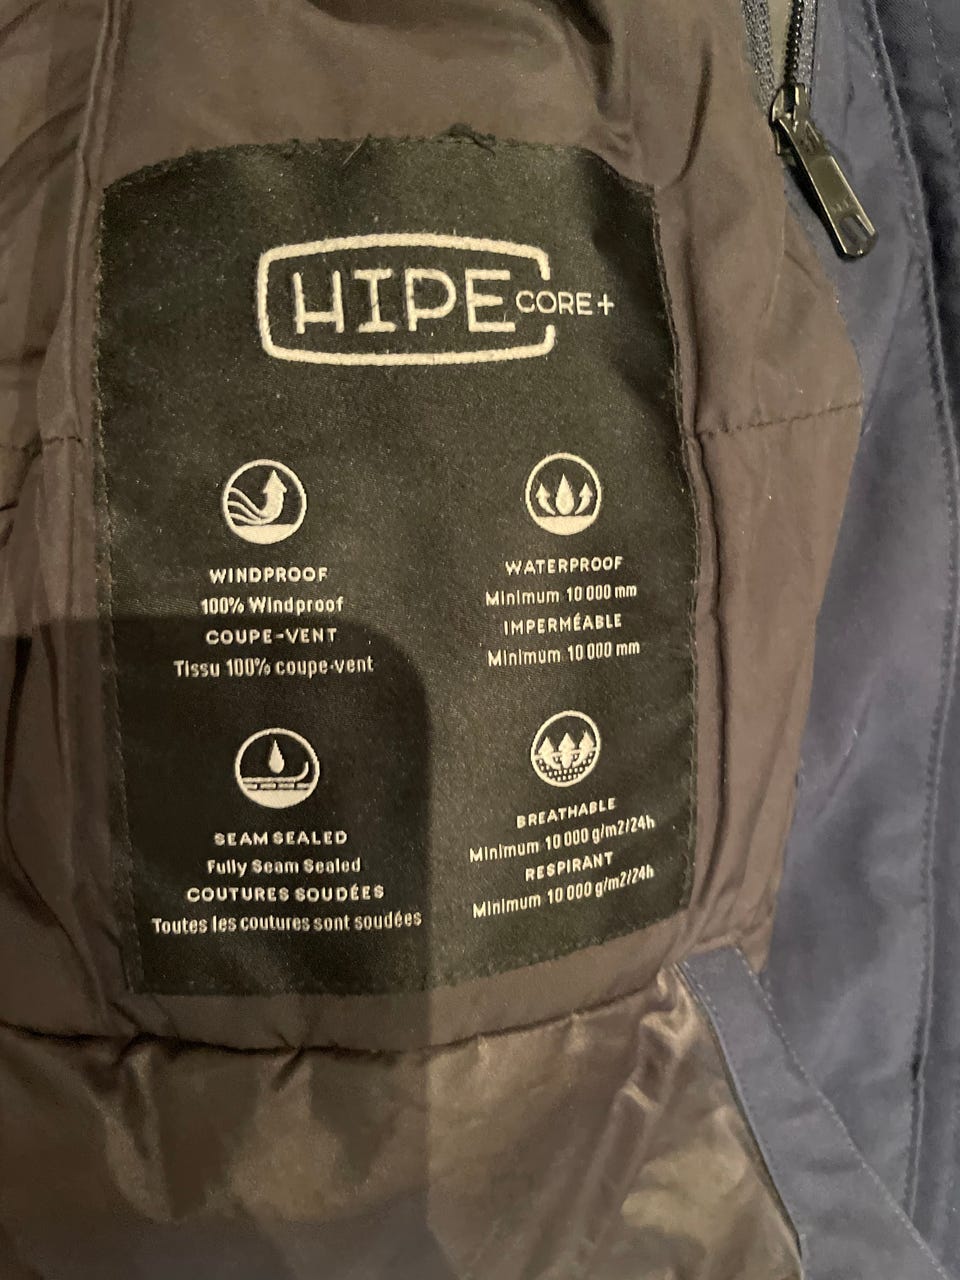 HIPE CORE+
WINDPROOF
100% Windproof
COUPE-VENT
Tissu 100% coupe-vent
WATERPROOF
Minimum 10 000 mm
IMPERMÉABLE
Minimum 10 000 mm
SEAM SEALED
Fully Seam Sealed
COUTURES SOUDÉES
Toutes les coutures sont soudées
BREATHABLE
Minimum 10 000 g/m2/24h
RESPIRANT
Minimum 10 000 g/m2/24h